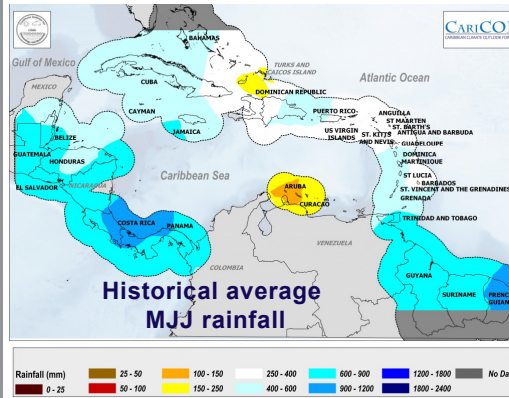 CARICO
CARIBBEAN CLIMATE OUTLOOK FOR
BAHAMAS
Gulf of Mexico
TURKS AND
CAICOS ISLAND
Atlantic Ocean
MEXICO
CUBA
DOMINICAN REPUBLIC
CAYMAN
PUERTO RICO
ANGUILLA
ST MAARTEN
ST. BARTH'S
JAMAICA
US VIRGIN
ISLANDS
ST. KITTS
AND NEVIS
ANTIGUA AND BARBUDA
BELIZE
GUADELOUPE
GUATEMALA
DOMINICA
HONDURAS
MARTINIQUE
Caribbean Sea
ST LUCIA
EL SALVADOR
NICARAGUA
ARUBA
BARBADOS
ST. VINCENT AND THE GRENADINES
CURACAO
GRENADA
COSTA RICA
PANAMA
TRINIDAD AND TOBAGO
VENEZUELA
COLOMBIA
GUYANA
SURINAME
FRENC
GUIAN
Historical average
MJJ rainfall
Rainfall (mm)
0 - 25
25 - 50
50 - 100
100 - 150
150 - 250
250 - 400
400 - 600
600 - 900
900 - 1200
1200 - 1800
1800 - 2400
No Da